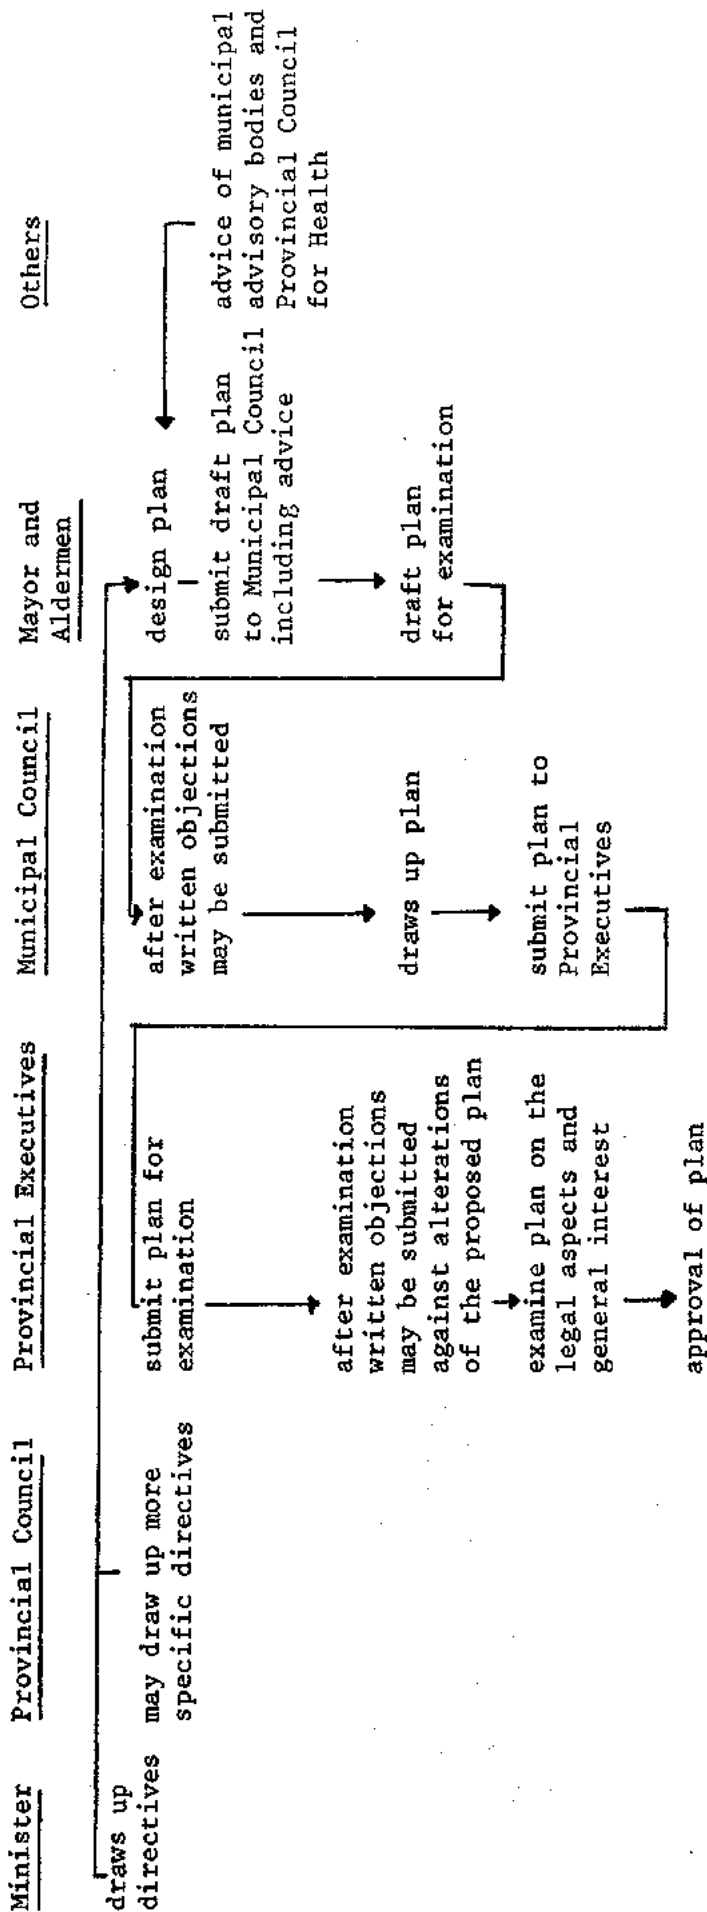 Minister
draws up
directives
Provincial Council
may draw up more
specific directives
Provincial Executives
submit plan for
examination
after examination
written objections
may be submitted
against alterations
of the proposed plan
examine plan on the
legal aspects and
general interest
approval of plan
Municipal Council
after examination
written objections
may be submitted
draws up plan
submit plan to
Provincial
Executives
Mayor and
Aldermen
design plan
submit draft plan
to Municipal Council
including advice
draft plan
for examination
Others
advice of municipal
advisory bodies and
Provincial Council
for Health